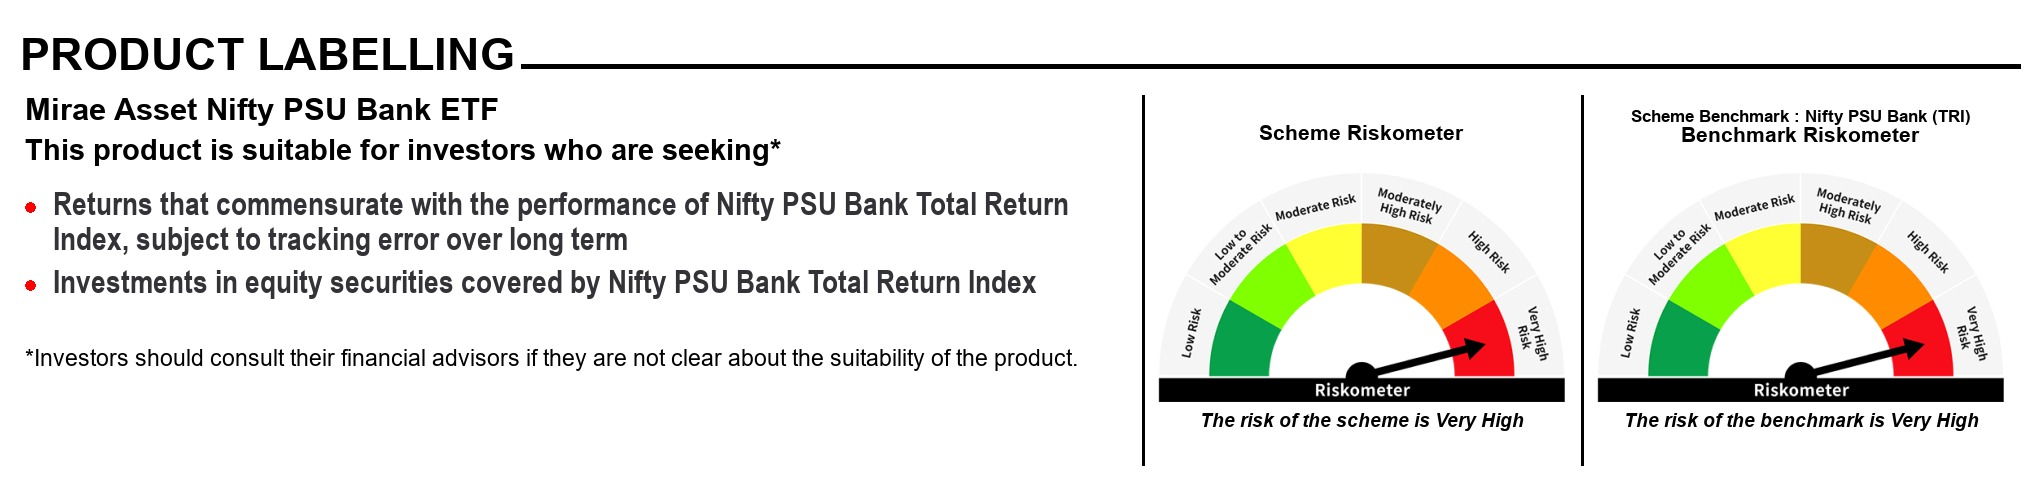 PRODUCT LABELLING
Mirae Asset Nifty PSU Bank ETF
This product is suitable for investors who are seeking*
Returns that commensurate with the performance of Nifty PSU Bank Total Return
Index, subject to tracking error over long term
Investments in equity securities covered by Nifty PSU Bank Total Return Index
*Investors should consult their financial advisors if they are not clear about the suitability of the product.
Scheme Riskometer
Low Risk
Low to
Moderate Risk
Moderate Risk
Moderately
High Risk
High Risk
Very High
Risk
Riskometer
The risk of the scheme is Very High
Scheme Benchmark : Nifty PSU Bank (TRI)
Benchmark Riskometer
Low Risk
Low to
Moderate Risk
Moderate Risk
Moderately
High Risk
High Risk
Very High
Risk
Riskometer
The risk of the benchmark is Very High